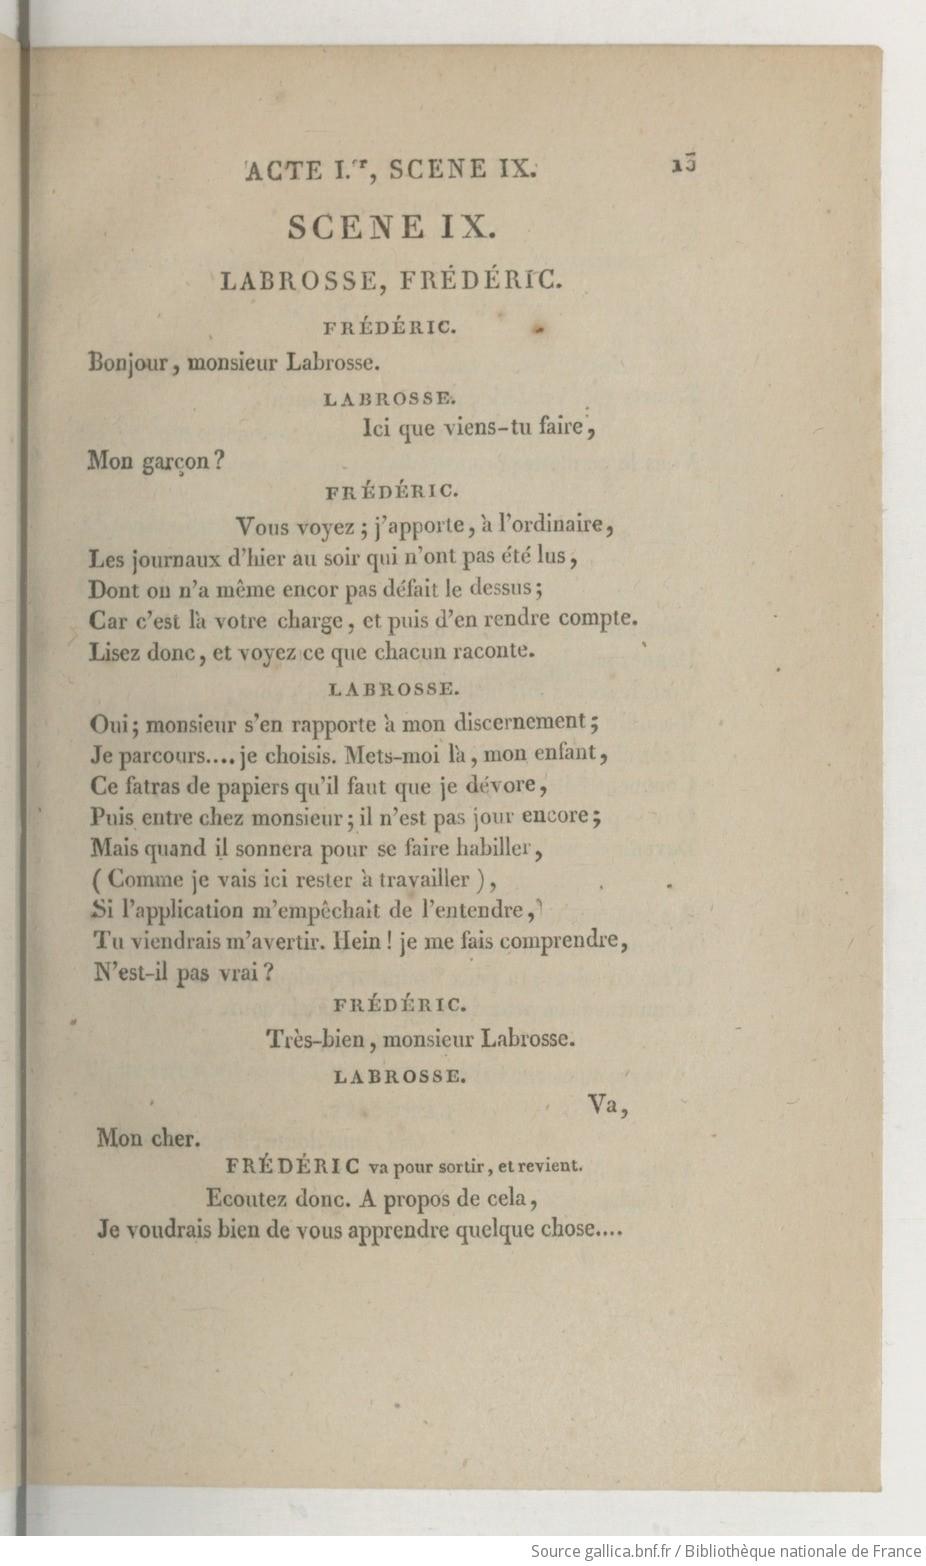 ACTE I.er, SCENE IX. 15
SCENE IX.
LABROSSE, FRÉDÉRIC.
FRÉDÉRIC.
Bonjour, monsieur Labrosse.
LABROSSE.
Ici que viens-tu faire,
Mon garçon ?
FRÉDÉRIC.
Vous voyez ; j'apporte, à l'ordinaire,
Les journaux d'hier au soir qui n'ont pas été lus,
Dont on n'a même encor pas défait le dessus ;
Car c'est là votre charge, et puis d'en rendre compte.
Lisez donc, et voyez ce que chacun raconte.
LABROSSE.
Oui ; monsieur s'en rapporte à mon discernement ;
Je parcours.... je choisis. Mets-moi là, mon enfant,
Ce fatras de papiers qu'il faut que je dévore,
Puis entre chez monsieur ; il n'est pas jour encore ;
Mais quand il sonnera pour se faire habiller,
( Comme je vais ici rester à travailler ),
Si l'application m'empêchait de l'entendre,
Tu viendrais m'avertir. Hein ! je me fais comprendre,
N'est-il pas vrai ?
FRÉDÉRIC.
Très-bien, monsieur Labrosse.
LABROSSE.
Va,
Mon cher.
FRÉDÉRIC va pour sortir, et revient.
Ecoutez donc. A propos de cela,
Je voudrais bien de vous apprendre quelque chose....
Source gallica.bnf.fr / Bibliothèque nationale de France